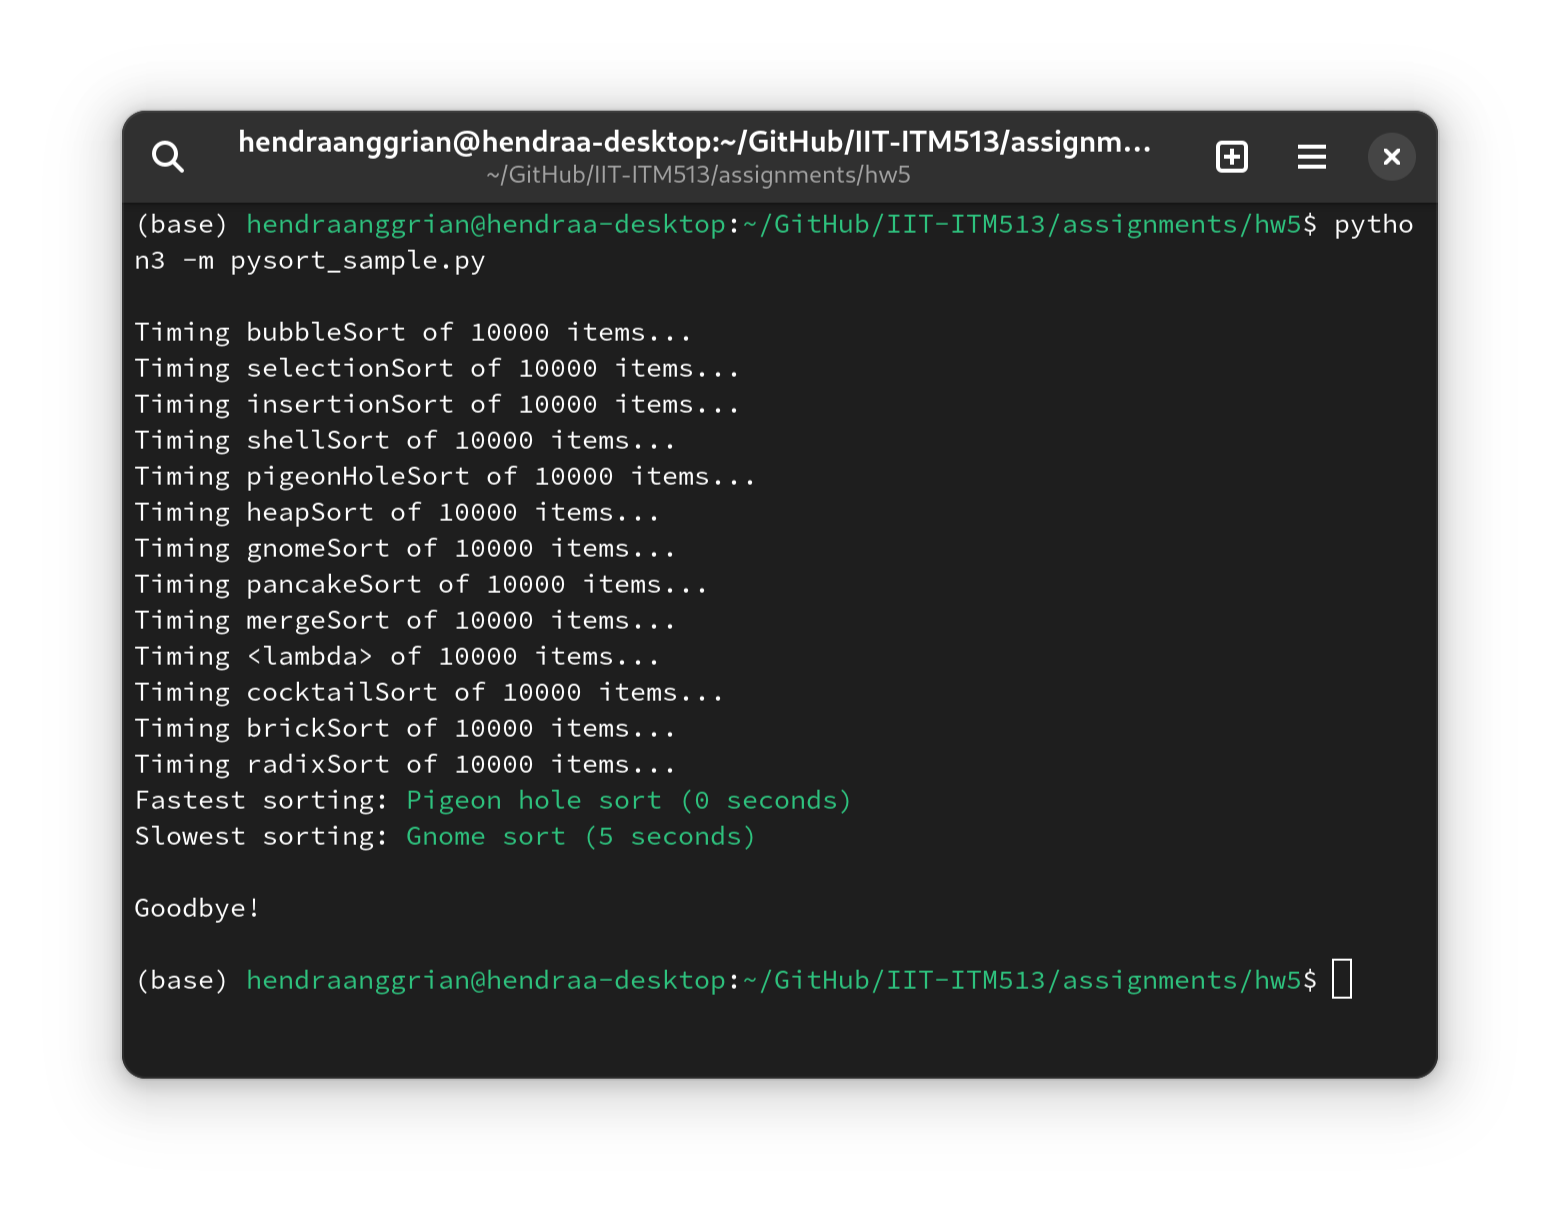 hendraanggrian@hendraa-desktop:~/GitHub/IIT-ITM513/assignm...
~/GitHub/IIT-ITM513/assignments/hw5
(base) hendraanggrian@hendraa-desktop:~/GitHub/IIT-ITM513/assignments/hw5$ pytho
n3 -m pysort_sample.py
Timing bubbleSort of 10000 items...
Timing selectionSort of 10000 items...
Timing insertionSort of 10000 items...
Timing shellSort of 10000 items...
Timing pigeonHoleSort of 10000 items...
Timing heapSort of 10000 items...
Timing gnomeSort of 10000 items...
Timing pancakeSort of 10000 items...
Timing mergeSort of 10000 items...
Timing <lambda> of 10000 items...
Timing cocktailSort of 10000 items...
Timing brickSort of 10000 items...
Timing radixSort of 10000 items...
Fastest sorting: Pigeon hole sort (0 seconds)
Slowest sorting: Gnome sort (5 seconds)
Goodbye!
(base) hendraanggrian@hendraa-desktop:~/GitHub/IIT-ITM513/assignments/hw5$